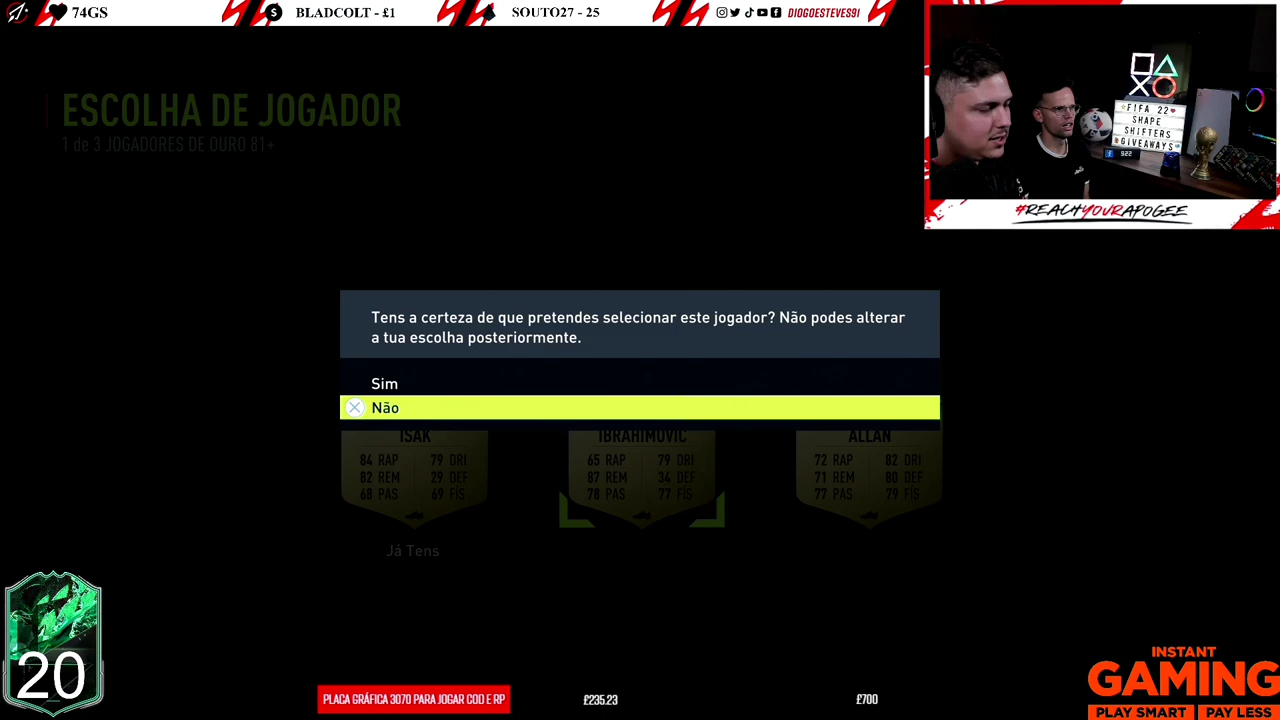 74GS
BLADCOLT - £1
SOUTO27 - 25
DIOGOESTEVES91
ESCOLHA DE JOGADOR
1 de 3 JOGADORES DE OURO 81+
FIFA 22
SHAPE
SHIFTERS
GIVEAWAYS
922
#REACHYOURAPOGEE
Tens a certeza de que pretendes selecionar este jogador? Não podes alterar
a tua escolha posteriormente.
Sim
Não
ISAK
84 RAP 79 DRI
82 REM 29 DEF
68 PAS 69 FÍS
IBRAHIMOVIĆ
65 RAP 79 DRI
87 REM 34 DEF
78 PAS 77 FÍS
ALLAN
72 RAP 82 DRI
71 REM 80 DEF
77 PAS 79 FÍS
Já Tens
20
PLACA GRÁFICA 3070 PARA JOGAR COD E RP
£235.23
£700
INSTANT
GAMING
PLAY SMART PAY LESS